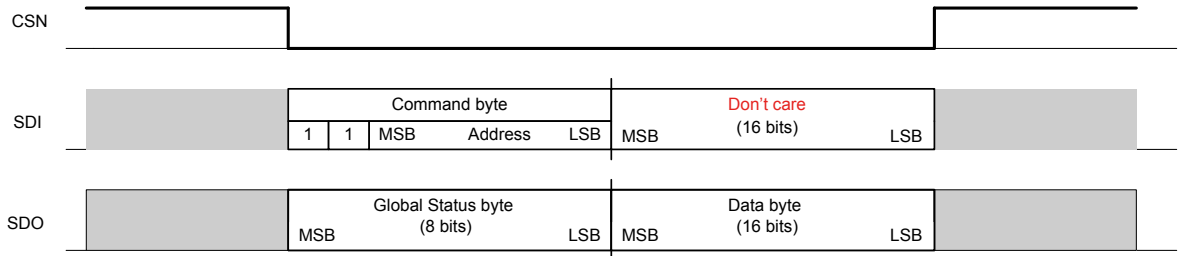 CSN
SDI
Command byte
1 1 MSB Address LSB
Don't care
(16 bits)
MSB LSB
SDO
Global Status byte
(8 bits)
MSB LSB
Data byte
(16 bits)
MSB LSB